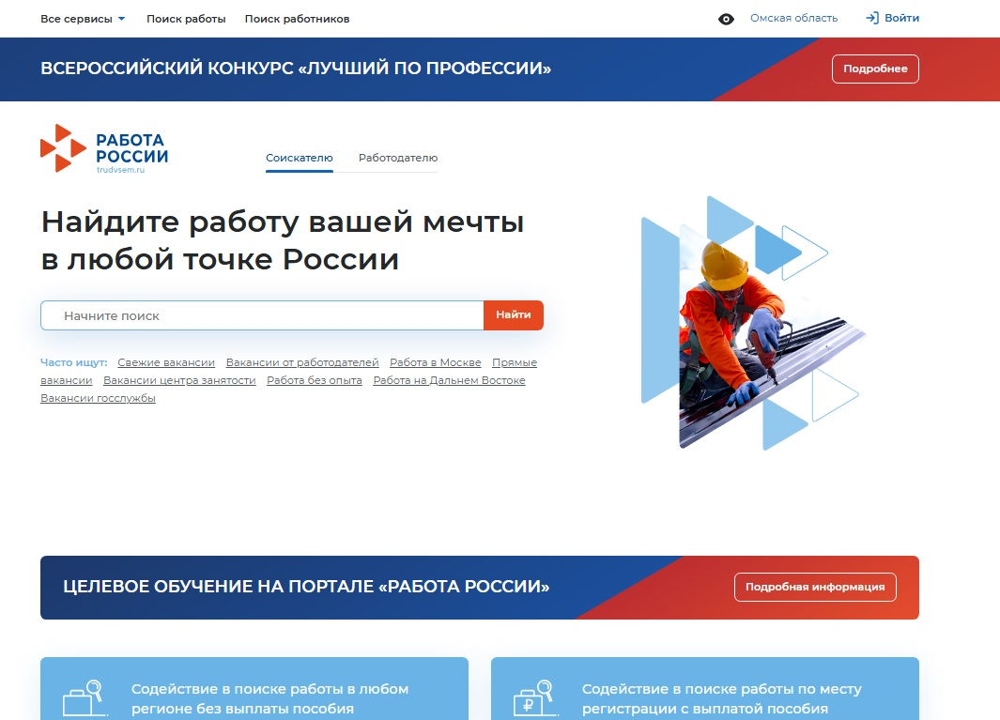 Все сервисы Поиск работы Поиск работников Омская область Войти
ВСЕРОССИЙСКИЙ КОНКУРС «ЛУЧШИЙ ПО ПРОФЕССИИ» Подробнее
РАБОТА
РОССИИ
trudvsem.ru
Соискателю Работодателю
Найдите работу вашей мечты
в любой точке России
Начните поиск Найти
Часто ищут: Свежие вакансии Вакансии от работодателей Работа в Москве Прямые
вакансии Вакансии центра занятости Работа без опыта Работа на Дальнем Востоке
Вакансии госслужбы
ЦЕЛЕВОЕ ОБУЧЕНИЕ НА ПОРТАЛЕ «РАБОТА РОССИИ» Подробная информация
Содействие в поиске работы в любом
регионе без выплаты пособия
Содействие в поиске работы по месту
регистрации с выплатой пособия